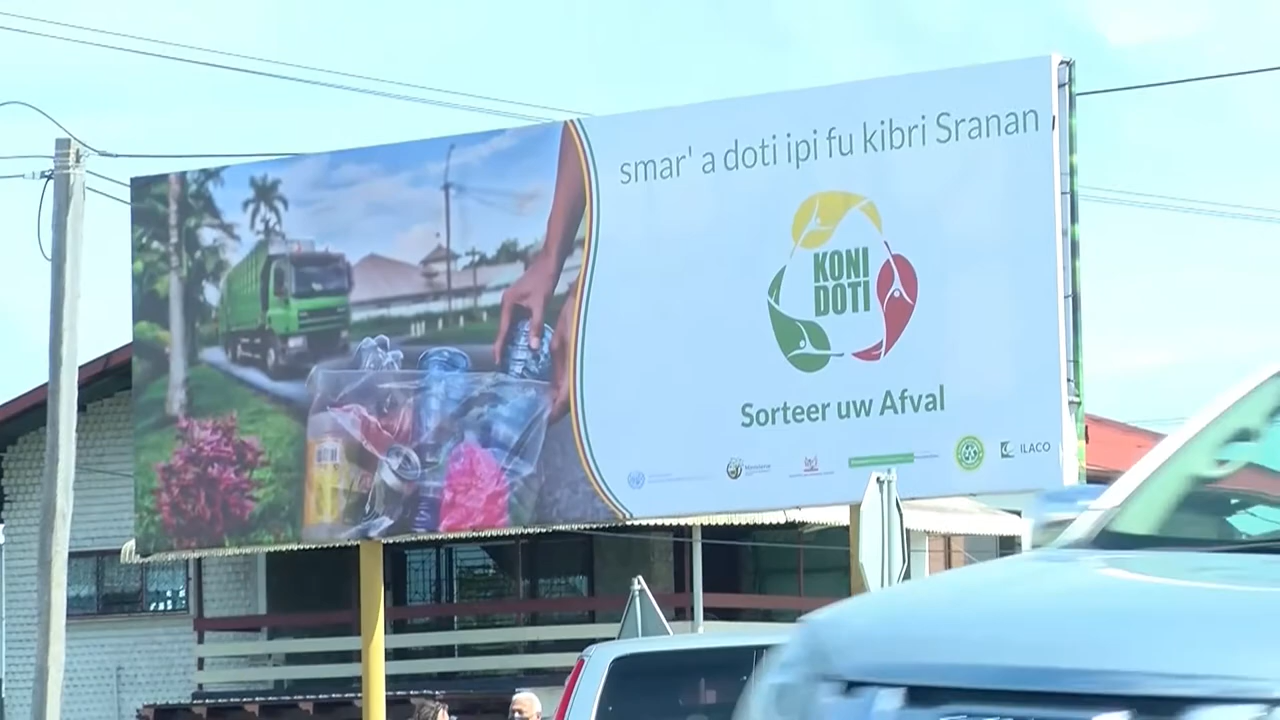 smar' a doti ipi fu kibri Sranan
KONI
DOTI
Sorteer uw Afval
ILACO